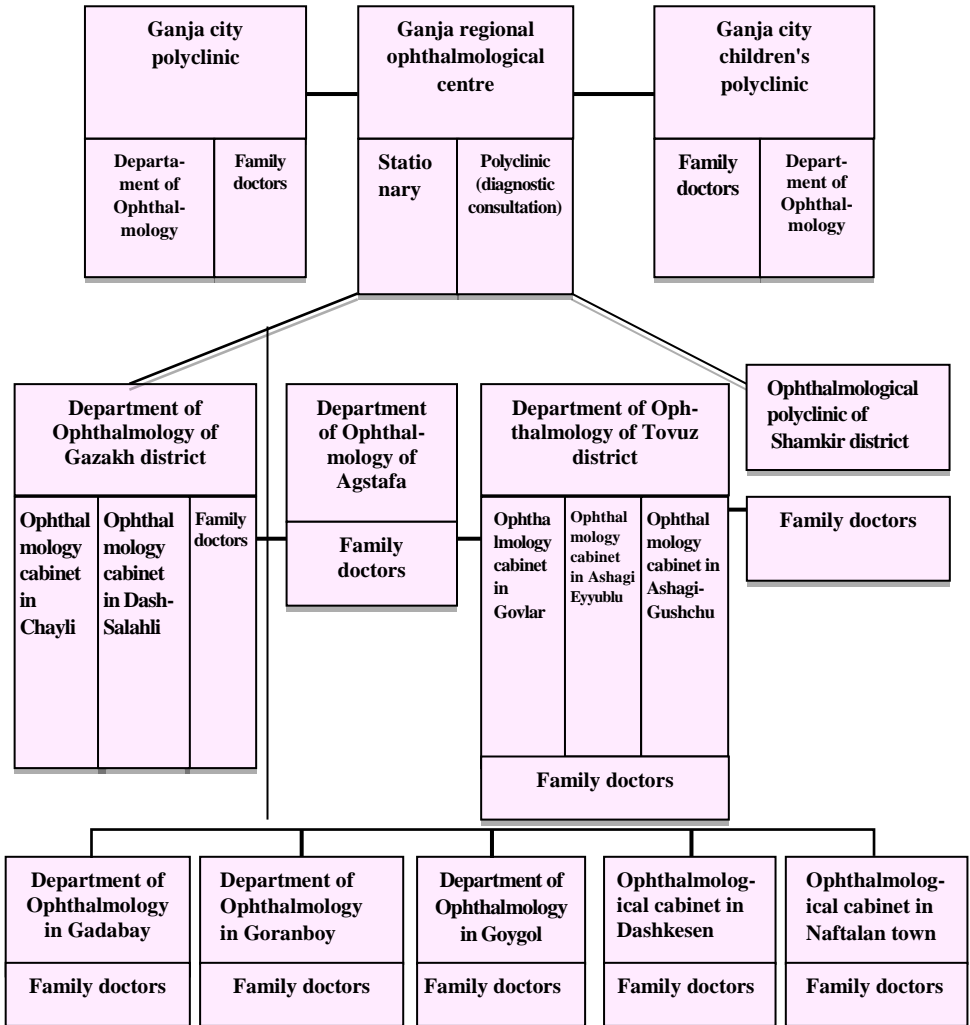 Ganja city
polyclinic
Departa-
ment of
Ophthal-
mology
Family
doctors
Ganja regional
ophthalmological
centre
Statio
nary
Polyclinic
(diagnostic
consultation)
Ganja city
children's
polyclinic
Family
doctors
Depart-
ment of
Ophthal-
mology
Department of
Ophthalmology of
Gazakh district
Ophthal
mology
cabinet
in
Chayli
Ophthal
mology
cabinet
in Dash-
Salahli
Family
doctors
Department
of Ophthal-
mology of
Agstafa
Family
doctors
Department of Oph-
thalmology of Tovuz
district
Ophtha
lmology
cabinet
in
Govlar
Ophthal
mology
cabinet
in Ashagi
Eyyublu
Ophthal
mology
cabinet in
Ashagi-
Gushchu
Family doctors
Ophthalmological
polyclinic of
Shamkir district
Family doctors
Department of
Ophthalmology
in Gadabay
Family doctors
Department of
Ophthalmology
in Goranboy
Family doctors
Department of
Ophthalmology
in Goygol
Family doctors
Ophthalmolog-
ical cabinet in
Dashkesen
Family doctors
Ophthalmolog-
ical cabinet in
Naftalan town
Family doctors